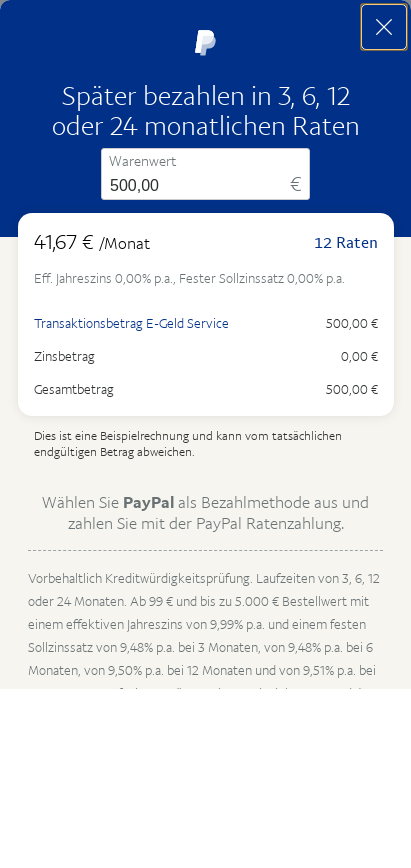 Später bezahlen in 3, 6, 12
oder 24 monatlichen Raten
Warenwert
500,00 €
41,67 € /Monat 12 Raten
Eff. Jahreszins 0,00% p.a., Fester Sollzinssatz 0,00% p.a.
Transaktionsbetrag E-Geld Service 500,00 €
Zinsbetrag 0,00 €
Gesamtbetrag 500,00 €
Dies ist eine Beispielrechnung und kann vom tatsächlichen
endgültigen Betrag abweichen.
Wählen Sie PayPal als Bezahlmethode aus und
zahlen Sie mit der PayPal Ratenzahlung.
Vorbehaltlich Kreditwürdigkeitsprüfung. Laufzeiten von 3, 6, 12
oder 24 Monaten. Ab 99 € und bis zu 5.000 € Bestellwert mit
einem effektiven Jahreszins von 9,99% p.a. und einem festen
Sollzinssatz von 9,48% p.a. bei 3 Monaten, von 9,48% p.a. bei 6
Monaten, von 9,50% p.a. bei 12 Monaten und von 9,51% p.a. bei